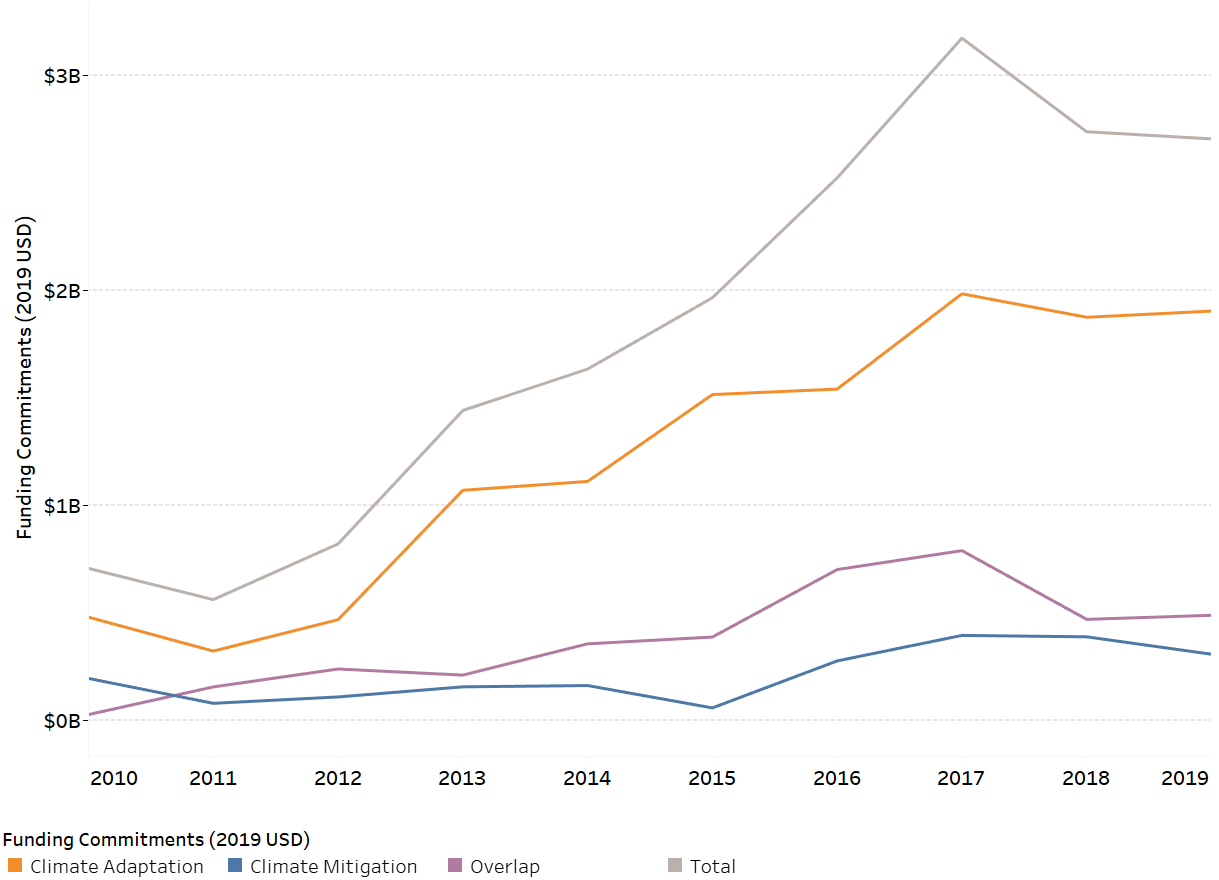 $3B
$2B
$1B
$0B
Funding Commitments (2019 USD)
2010 2011 2012 2013 2014 2015 2016 2017 2018 2019
Funding Commitments (2019 USD)
Climate Adaptation Climate Mitigation Overlap Total